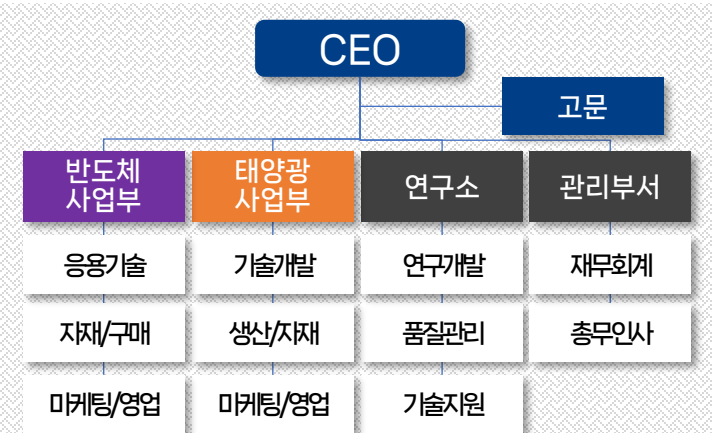 CEO
고문
반도체
사업부
태양광
사업부
연구소
관리부서
응용기술
기술개발
연구개발
재무회계
자재/구매
생산/자재
품질관리
총무인사
마케팅/영업
마케팅/영업
기술지원